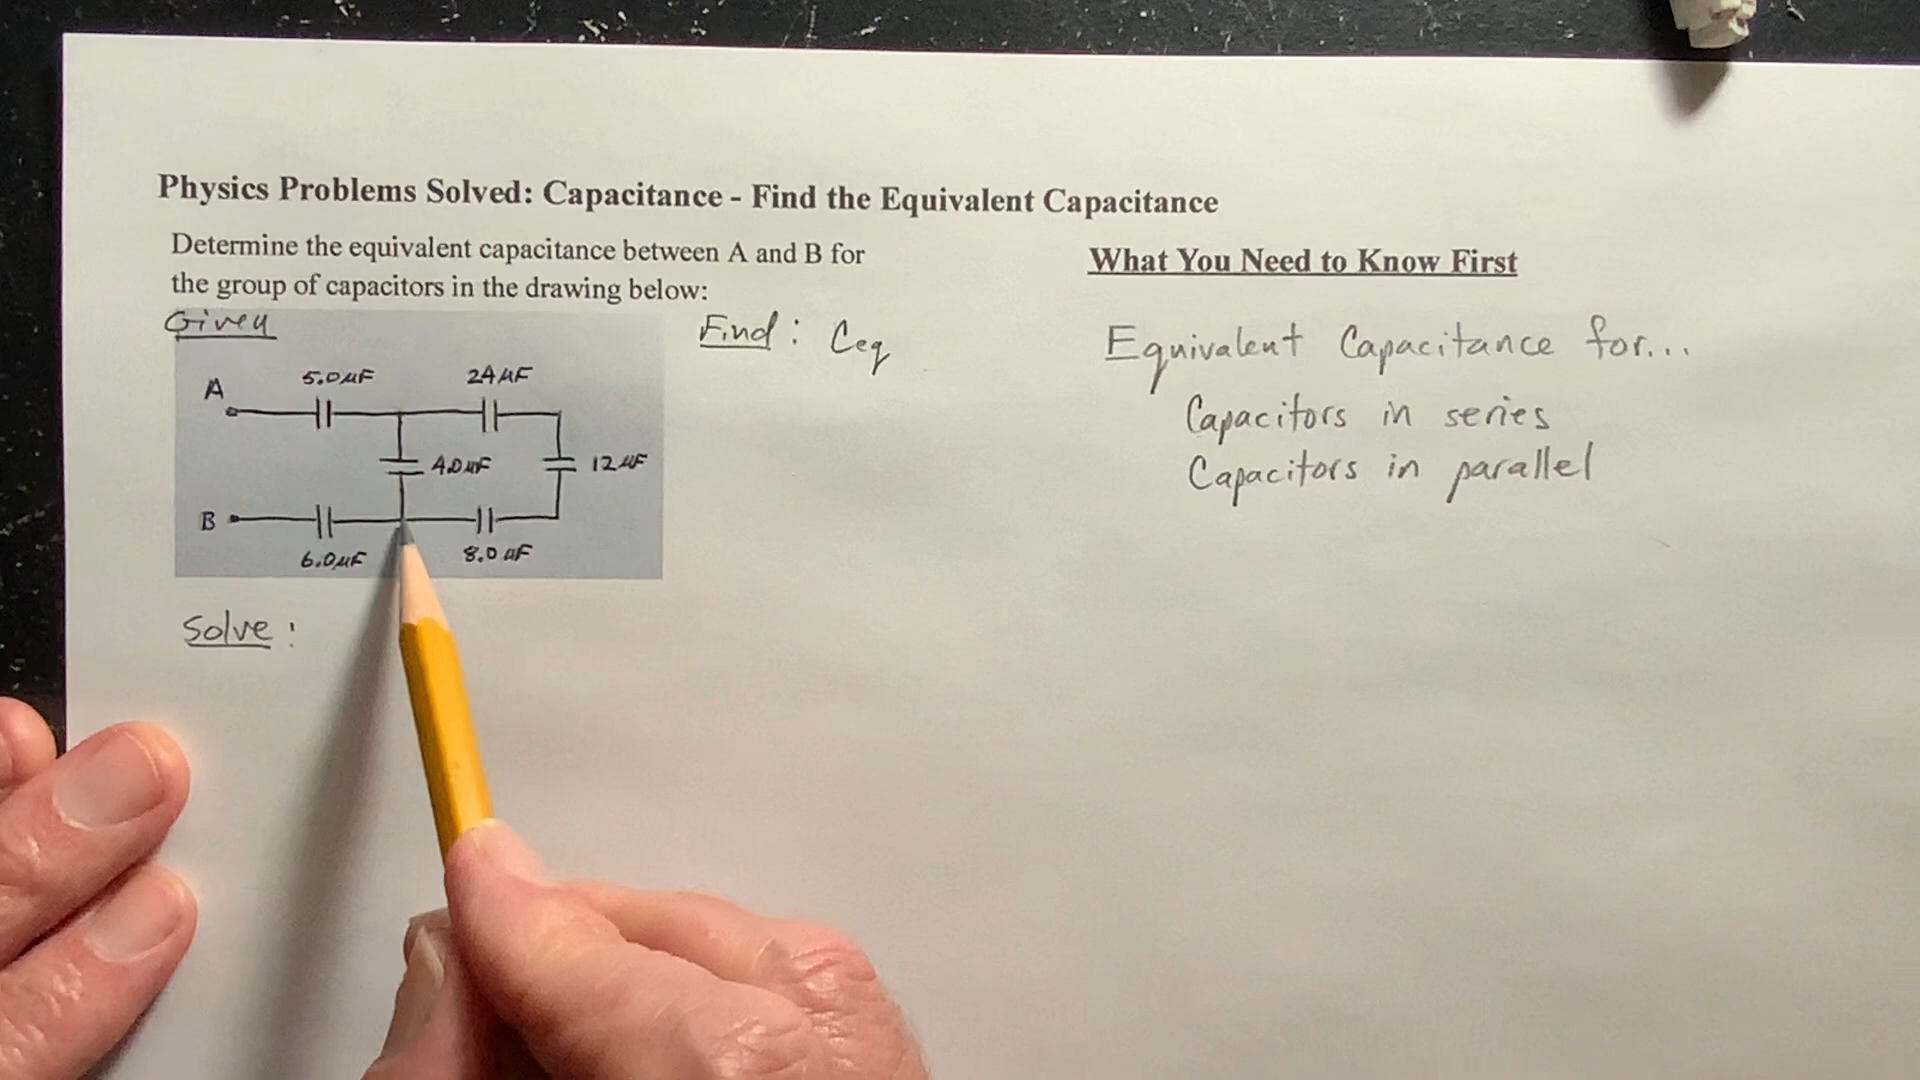 Physics Problems Solved: Capacitance - Find the Equivalent Capacitance
Determine the equivalent capacitance between A and B for
the group of capacitors in the drawing below:
Given
Find: Ceq
A
5.0μF
24μF
4.0μF
12μF
B
6.0μF
8.0μF
Solve:
What You Need to Know First
Equivalent Capacitance for...
Capacitors in series
Capacitors in parallel